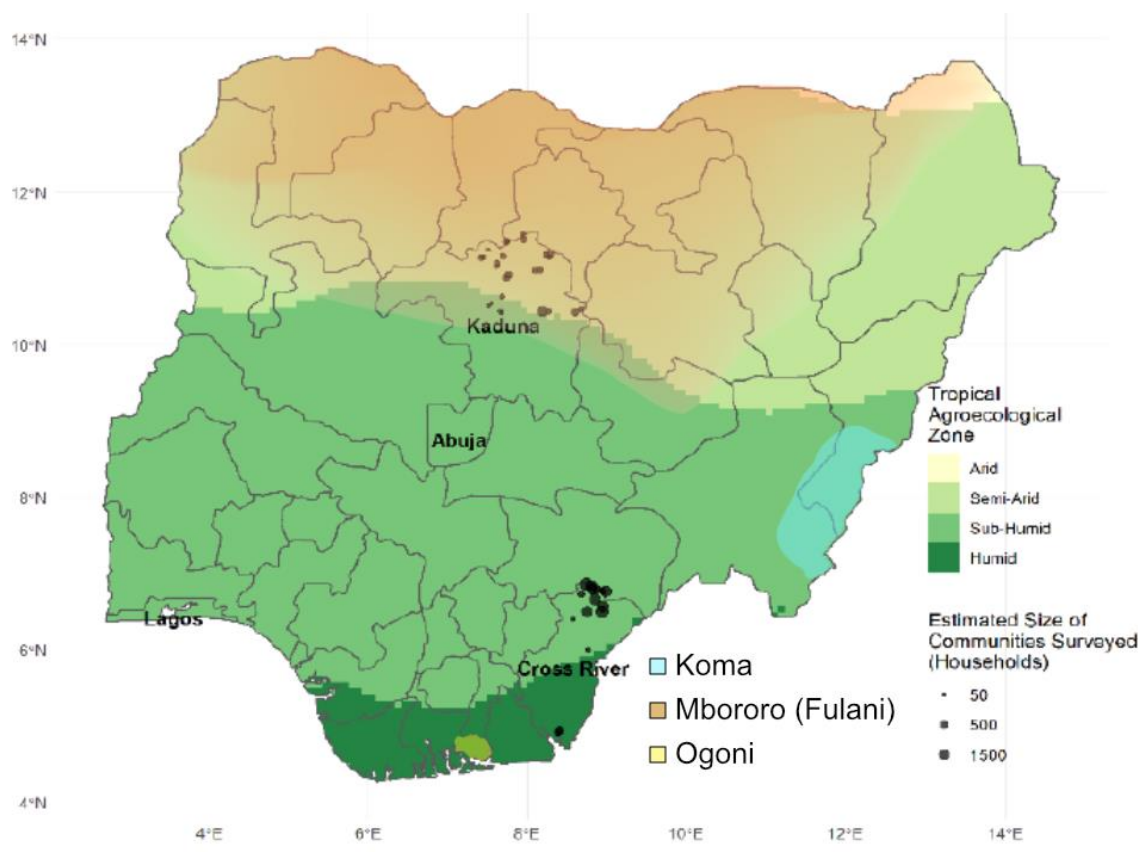 14°N
12°N
10°N
8°N
6°N
4°N
4°E
6°E
8°E
10°E
12°E
14°E
Kaduna
Abuja
Lagos
Cross River
Koma
Mbororo (Fulani)
Ogoni
Tropical
Agroecological
Zone
Arid
Semi-Arid
Sub-Humid
Humid
Estimated Size of
Communities Surveyed
(Households)
50
500
1500